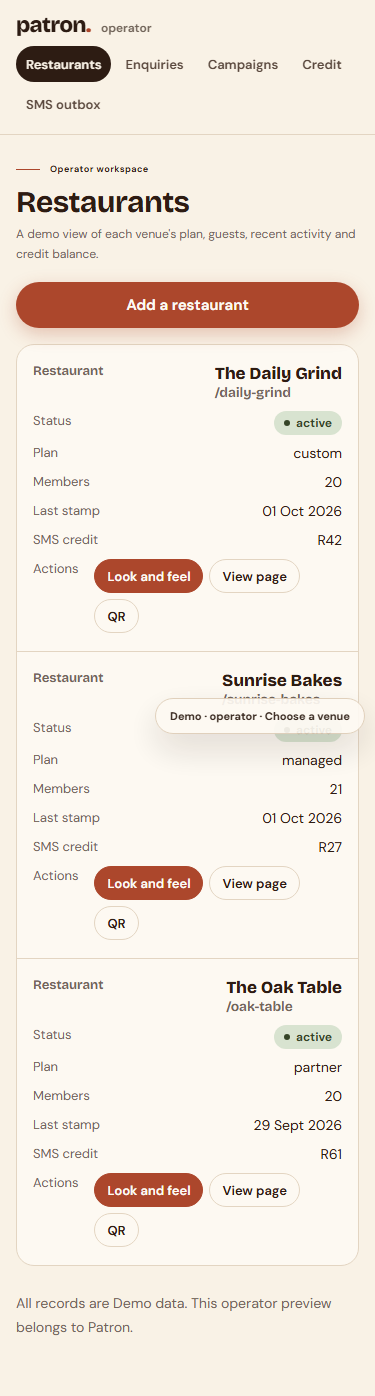 patron. operator
Restaurants Enquiries Campaigns Credit
SMS outbox
Operator workspace
Restaurants
A demo view of each venue's plan, guests, recent activity and
credit balance.
Add a restaurant
Restaurant The Daily Grind
/daily-grind
Status active
Plan custom
Members 20
Last stamp 01 Oct 2026
SMS credit R42
Actions Look and feel View page
QR
Restaurant Sunrise Bakes
/sunrise-bakes
Demo · operator · Choose a venue
Status active
Plan managed
Members 21
Last stamp 01 Oct 2026
SMS credit R27
Actions Look and feel View page
QR
Restaurant The Oak Table
/oak-table
Status active
Plan partner
Members 20
Last stamp 29 Sept 2026
SMS credit R61
Actions Look and feel View page
QR
All records are Demo data. This operator preview
belongs to Patron.